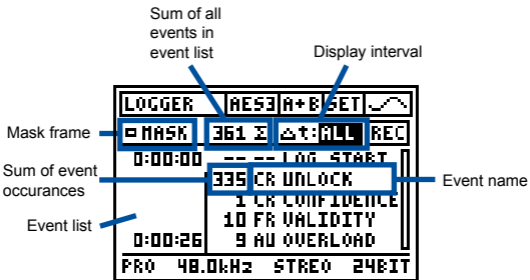 Sum of all
events in
event list
Display interval
LOGGER AES3 A+B SET
MASK 361 Σ Δt:ALL REC
Mask frame
0:00:00 -- -- LOG START
Sum of event
occurances
335 CR UNLOCK
Event name
1 CR CONFIDENCE
Event list
10 FR VALIDITY
0:00:26 9 AU OVERLOAD
PRO 48.0kHz STREO 24BIT